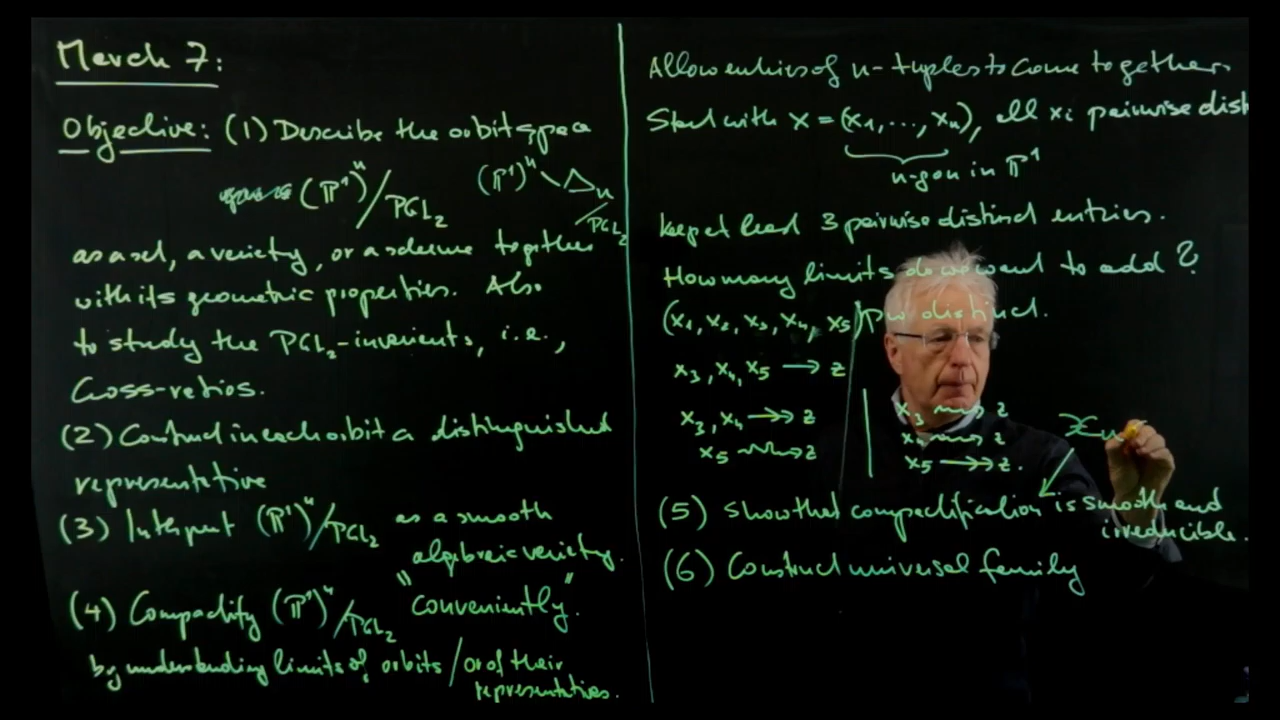 March 7:
Objective: (1) Describe the orbit space
(ℙ¹)ⁿ/PGL₂ (ℙ¹)ⁿ \ Δₙ /PGL₂
as a set, a variety, or a scheme together
with its geometric properties. Also
to study the PGL₂-invariants, i.e.,
Cross-ratios.
(2) Construct in each orbit a distinguished
representative
(3) Interpret (ℙ¹)ⁿ/PGL₂ as a smooth
algebraic variety.
(4) Compactify (ℙ¹)ⁿ/PGL₂ "conveniently".
by understanding limits of orbits / or of their
representatives.
Allow entries of n-tuples to come together.
Start with x = (x₁, ..., xₙ), all xᵢ pairwise dist
n-gon in ℙ¹
keep at least 3 pairwise distinct entries.
How many limits do we want to add?
(x₁, x₂, x₃, x₄, x₅) pw distinct.
x₃, x₄, x₅ ⟶ z
x₃, x₄ ↠ z
x₅ ⇝ z
x₃ ⇝ z
x₄ ⇝ z
x₅ ↠ z.
𝒳ₙ
(5) Show that compactification is smooth and
irreducible.
(6) Construct universal family